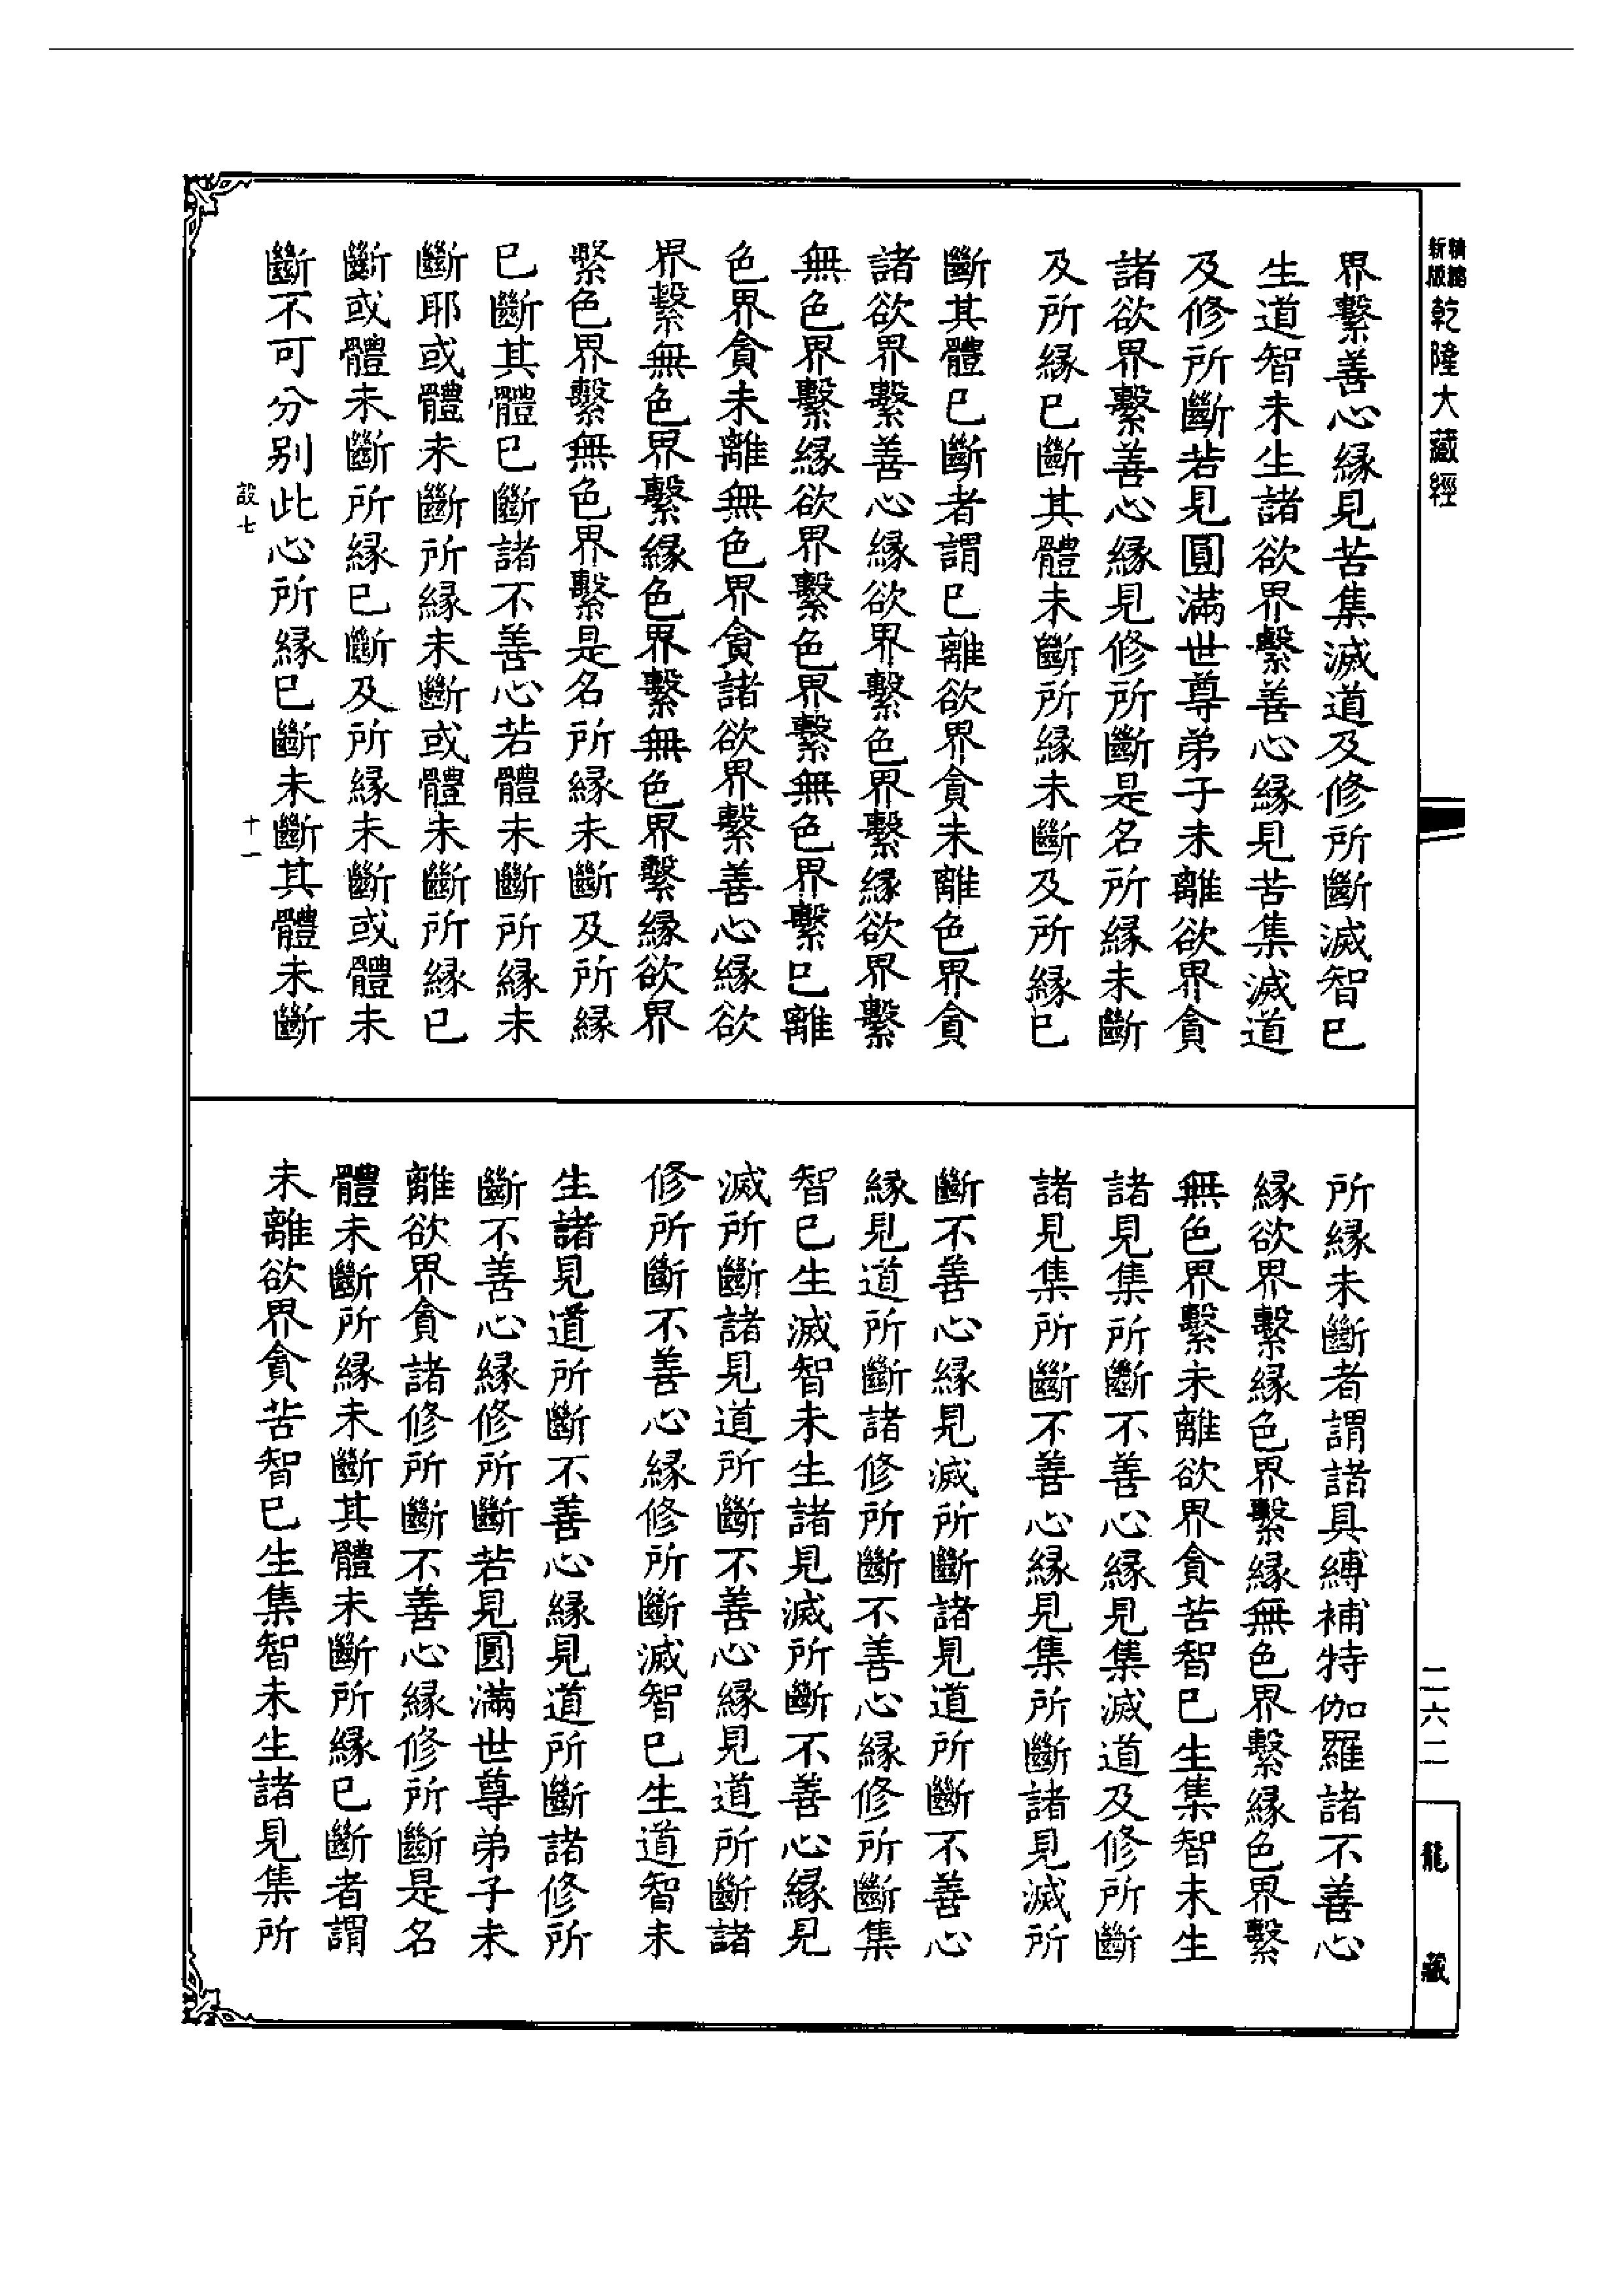 精縮
新版
乾隆大藏經
界繫善心緣見苦集滅道及修所斷滅智巳
生道智未生諸欲界繫善心緣見苦集滅道
及修所斷若見圓滿世尊弟子未離欲界貪
諸欲界繫善心緣見修所斷是名所緣未斷
及所緣巳斷其體未斷所緣未斷及所緣巳
斷其體巳斷者謂巳離欲界貪未離色界貪
諸欲界繫善心緣欲界繫色界繫緣欲界繫
無色界繫緣欲界繫色界繫無色界繫巳離
色界貪未離無色界貪諸欲界繫善心緣欲
界繫無色界繫緣色界繫無色界繫緣欲界
繫色界繫無色界繫是名所緣未斷及所緣
巳斷其體巳斷諸不善心若體未斷所緣未
斷耶或體未斷所緣未斷或體未斷所緣巳
斷或體未斷所緣巳斷及所緣未斷或體未
斷不可分别此心所緣巳斷未斷其體未斷
設七
十一
所緣未斷者謂諸具縛補特伽羅諸不善心
緣欲界繫緣色界繫緣無色界繫緣色界繫
無色界繫未離欲界貪苦智巳生集智未生
諸見集所斷不善心緣見集滅道及修所斷
諸見集所斷不善心緣見集所斷諸見滅所
斷不善心緣見滅所斷諸見道所斷不善心
緣見道所斷諸修所斷不善心緣修所斷集
智巳生滅智未生諸見滅所斷不善心緣見
滅所斷諸見道所斷不善心緣見道所斷諸
修所斷不善心緣修所斷滅智巳生道智未
生諸見道所斷不善心緣見道所斷諸修所
斷不善心緣修所斷若見圓滿世尊弟子未
離欲界貪諸修所斷不善心緣修所斷是名
體未斷所緣未斷其體未斷所緣巳斷者謂
未離欲界貪苦智巳生集智未生諸見集所
二六二
龍藏